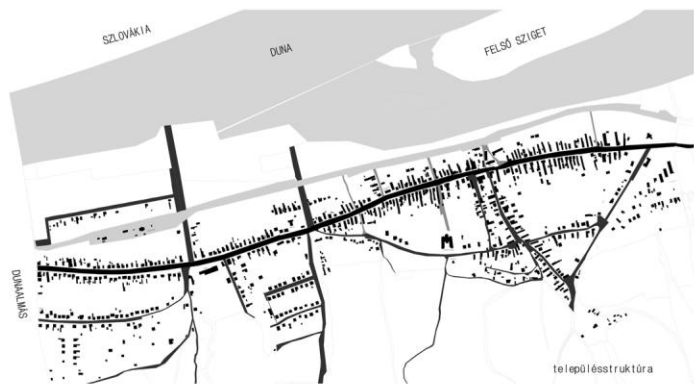 SZLOVÁKIA
DUNA
FELSŐ SZIGET
DUNAALMÁS
településstruktúra